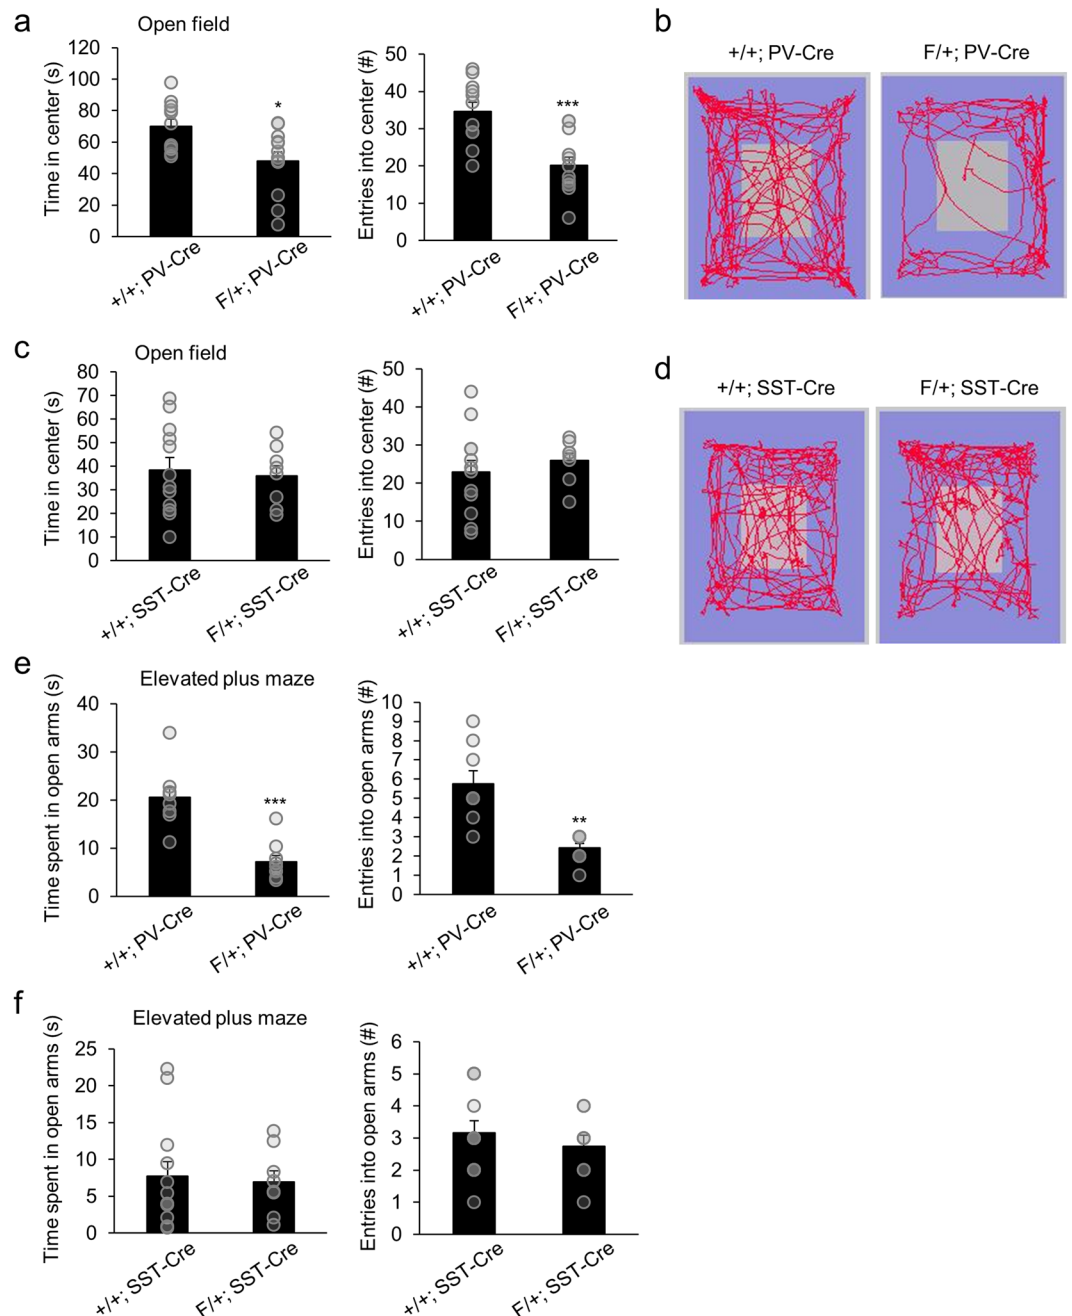 a
Open field
Time in center (s)
120
100
80
60
40
20
0
*
+/+; PV-Cre
F/+; PV-Cre
Entries into center (#)
50
40
30
20
10
0
***
+/+; PV-Cre
F/+; PV-Cre
b
+/+; PV-Cre
F/+; PV-Cre
c
Open field
Time in center (s)
80
70
60
50
40
30
20
10
0
+/+; SST-Cre
F/+; SST-Cre
Entries into center (#)
50
40
30
20
10
0
+/+; SST-Cre
F/+; SST-Cre
d
+/+; SST-Cre
F/+; SST-Cre
e
Elevated plus maze
Time spent in open arms (s)
40
30
20
10
0
***
+/+; PV-Cre
F/+; PV-Cre
Entries into open arms (#)
10
9
8
7
6
5
4
3
2
1
0
**
+/+; PV-Cre
F/+; PV-Cre
f
Elevated plus maze
Time spent in open arms (s)
25
20
15
10
5
0
+/+; SST-Cre
F/+; SST-Cre
Entries into open arms (#)
6
5
4
3
2
1
0
+/+; SST-Cre
F/+; SST-Cre